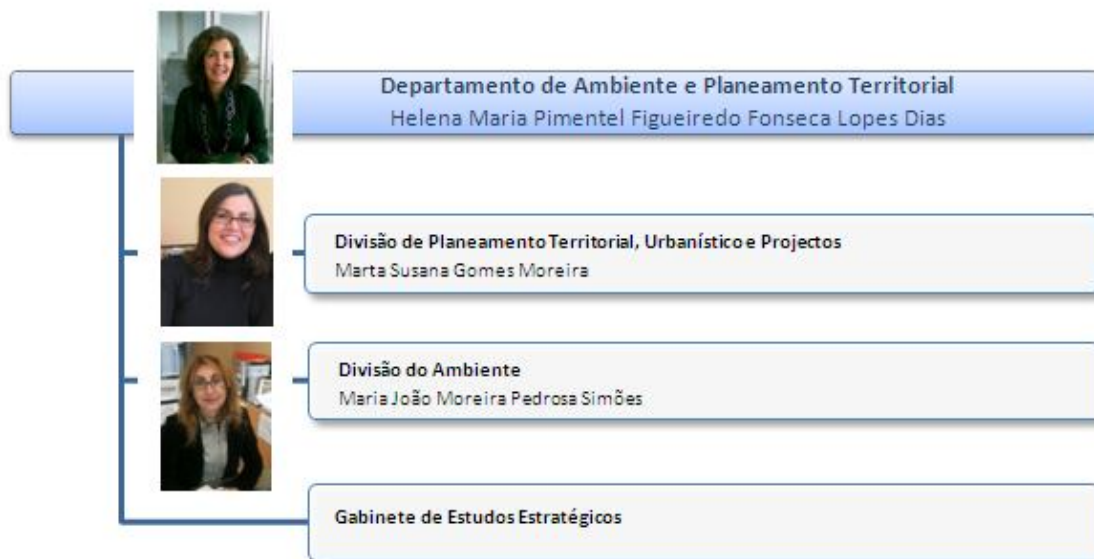 Departamento de Ambiente e Planeamento Territorial
Helena Maria Pimentel Figueiredo Fonseca Lopes Dias
Divisão de Planeamento Territorial, Urbanístico e Projectos
Marta Susana Gomes Moreira
Divisão do Ambiente
Maria João Moreira Pedrosa Simões
Gabinete de Estudos Estratégicos